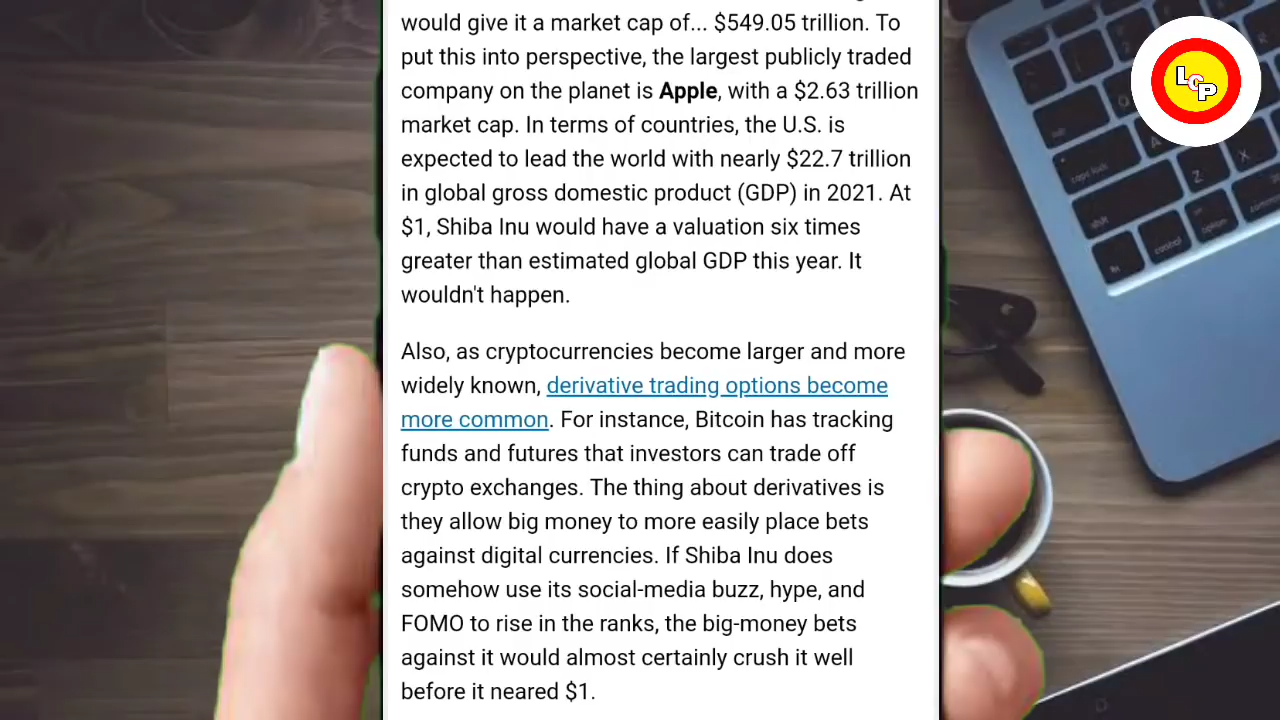 would give it a market cap of... $549.05 trillion. To
put this into perspective, the largest publicly traded
company on the planet is Apple, with a $2.63 trillion
market cap. In terms of countries, the U.S. is
expected to lead the world with nearly $22.7 trillion
in global gross domestic product (GDP) in 2021. At
$1, Shiba Inu would have a valuation six times
greater than estimated global GDP this year. It
wouldn't happen.
Also, as cryptocurrencies become larger and more
widely known, derivative trading options become
more common. For instance, Bitcoin has tracking
funds and futures that investors can trade off
crypto exchanges. The thing about derivatives is
they allow big money to more easily place bets
against digital currencies. If Shiba Inu does
somehow use its social-media buzz, hype, and
FOMO to rise in the ranks, the big-money bets
against it would almost certainly crush it well
before it neared $1.
LCP
caps lock
shift
fn
control
option
Z
X